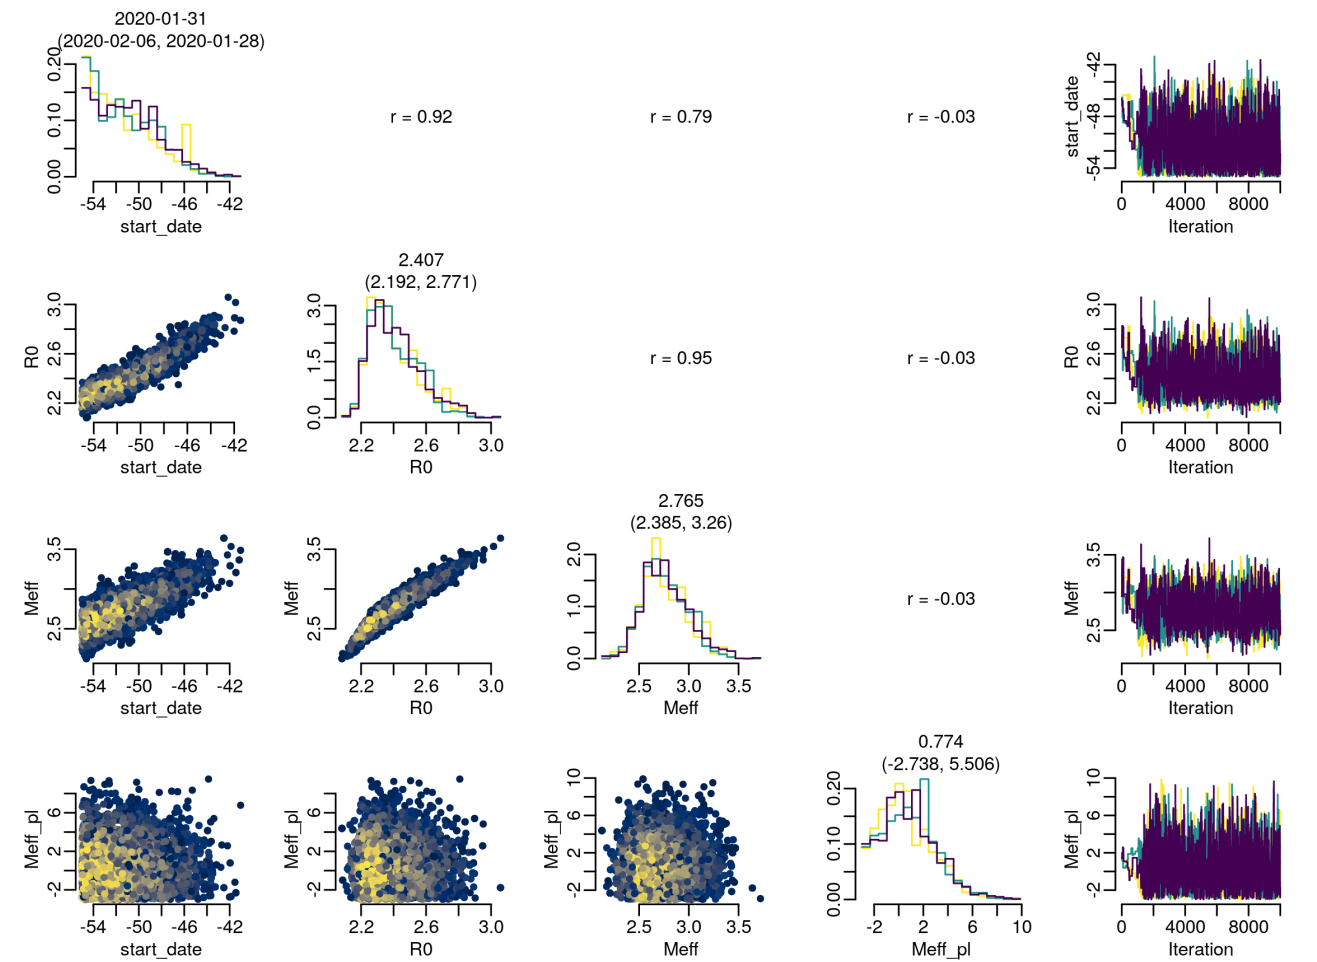 2020-01-31
(2020-02-06, 2020-01-28)
0.00 0.10 0.20
-54 -50 -46 -42
start_date
r = 0.92
r = 0.79
r = -0.03
start_date
-54 -48 -42
0 4000 8000
Iteration
R0
2.2 2.6 3.0
-54 -50 -46 -42
start_date
2.407
(2.192, 2.771)
0.0 1.5 3.0
2.2 2.6 3.0
R0
r = 0.95
r = -0.03
R0
2.2 2.6 3.0
0 4000 8000
Iteration
Meff
2.5 3.5
-54 -50 -46 -42
start_date
Meff
2.5 3.5
2.2 2.6 3.0
R0
2.765
(2.385, 3.26)
0.0 1.0 2.0
2.5 3.0 3.5
Meff
r = -0.03
Meff
2.5 3.5
0 4000 8000
Iteration
Meff_pl
-2 2 6
-54 -50 -46 -42
start_date
Meff_pl
-2 2 6
2.2 2.6 3.0
R0
Meff_pl
-2 2 6 10
2.5 3.0 3.5
Meff
0.774
(-2.738, 5.506)
0.00 0.10 0.20
-2 2 6 10
Meff_pl
Meff_pl
-2 2 6 10
0 4000 8000
Iteration